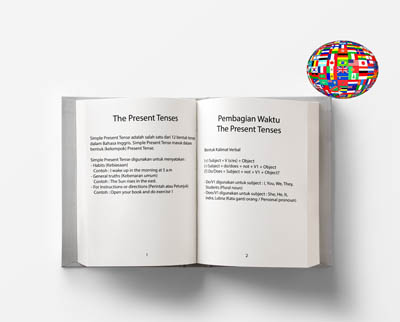 The Present Tenses
Simple Present Tense adalah salah satu dari 12 bentuk tenses
dalam Bahasa Inggris. Simple Present Tense masuk dalam
bentuk (kelompok) Present Tense.
Simple Present Tense digunakan untuk menyatakan :
- Habits (Kebiasaan)
Contoh : I wake up in the morning at 5 a.m
- General truths (Kebenaran umum)
Contoh : The Sun rises in the east.
- For Instructions or directions (Perintah atau Petunjuk)
Contoh : Open your book and do exercise !
1
Pembagian Waktu
The Present Tenses
Bentuk Kalimat Verbal
(+) Subject + V (s/es) + Object
(-) Subject + do/does + not + V1 + Object
(?) Do/Does + Subject + not + V1 + Object?
- Do/V1 digunakan untuk subject : I, You, We, They,
Students (Plural noun)
- Does/V1 digunakan untuk subject : She, He, It,
Indri, Lubna (Kata ganti orang / Personal pronoun)
2